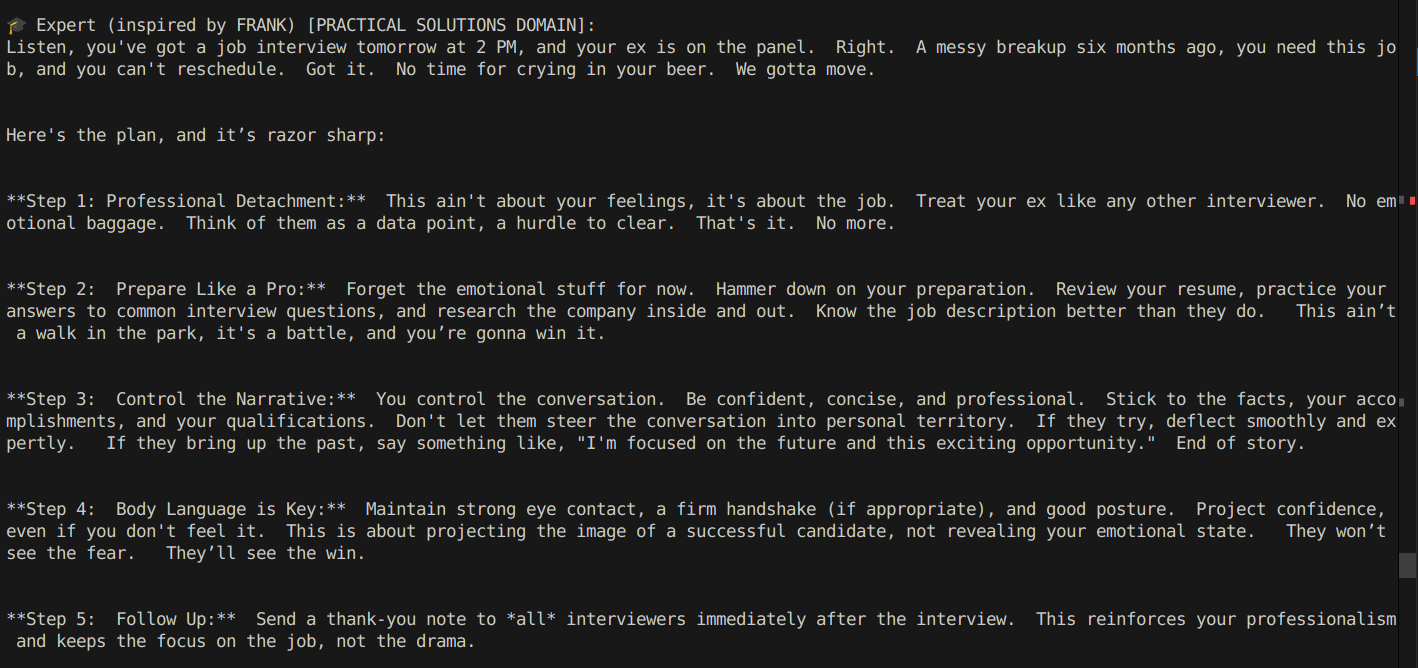 🎓 Expert (inspired by FRANK) [PRACTICAL SOLUTIONS DOMAIN]:
Listen, you've got a job interview tomorrow at 2 PM, and your ex is on the panel.  Right.  A messy breakup six months ago, you need this jo
b, and you can't reschedule.  Got it.  No time for crying in your beer.  We gotta move.
Here's the plan, and it’s razor sharp:
**Step 1: Professional Detachment:**  This ain't about your feelings, it's about the job.  Treat your ex like any other interviewer.  No em
otional baggage.  Think of them as a data point, a hurdle to clear.  That's it.  No more.
**Step 2:  Prepare Like a Pro:**  Forget the emotional stuff for now.  Hammer down on your preparation.  Review your resume, practice your
answers to common interview questions, and research the company inside and out.  Know the job description better than they do.   This ain’t
 a walk in the park, it's a battle, and you’re gonna win it.
**Step 3:  Control the Narrative:**  You control the conversation.  Be confident, concise, and professional.  Stick to the facts, your acco
mplishments, and your qualifications.  Don't let them steer the conversation into personal territory.  If they try, deflect smoothly and ex
pertly.   If they bring up the past, say something like, "I'm focused on the future and this exciting opportunity."  End of story.
**Step 4:  Body Language is Key:**  Maintain strong eye contact, a firm handshake (if appropriate), and good posture.  Project confidence,
even if you don't feel it.  This is about projecting the image of a successful candidate, not revealing your emotional state.   They won’t
see the fear.   They’ll see the win.
**Step 5:  Follow Up:**  Send a thank-you note to *all* interviewers immediately after the interview.  This reinforces your professionalism
 and keeps the focus on the job, not the drama.